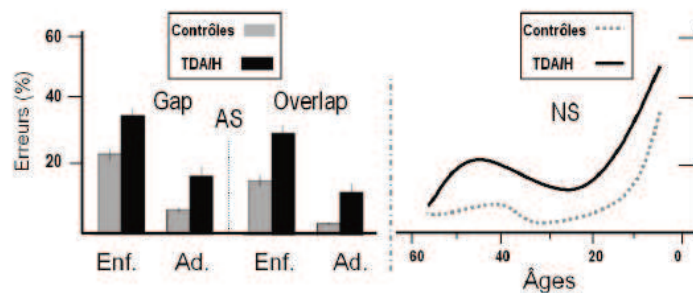 60
40
20
Erreurs (%)
Contrôles
TDA/H
Gap
AS
Overlap
Enf. Ad. Enf. Ad.
Contrôles
TDA/H
NS
60 40 20 0
Âges